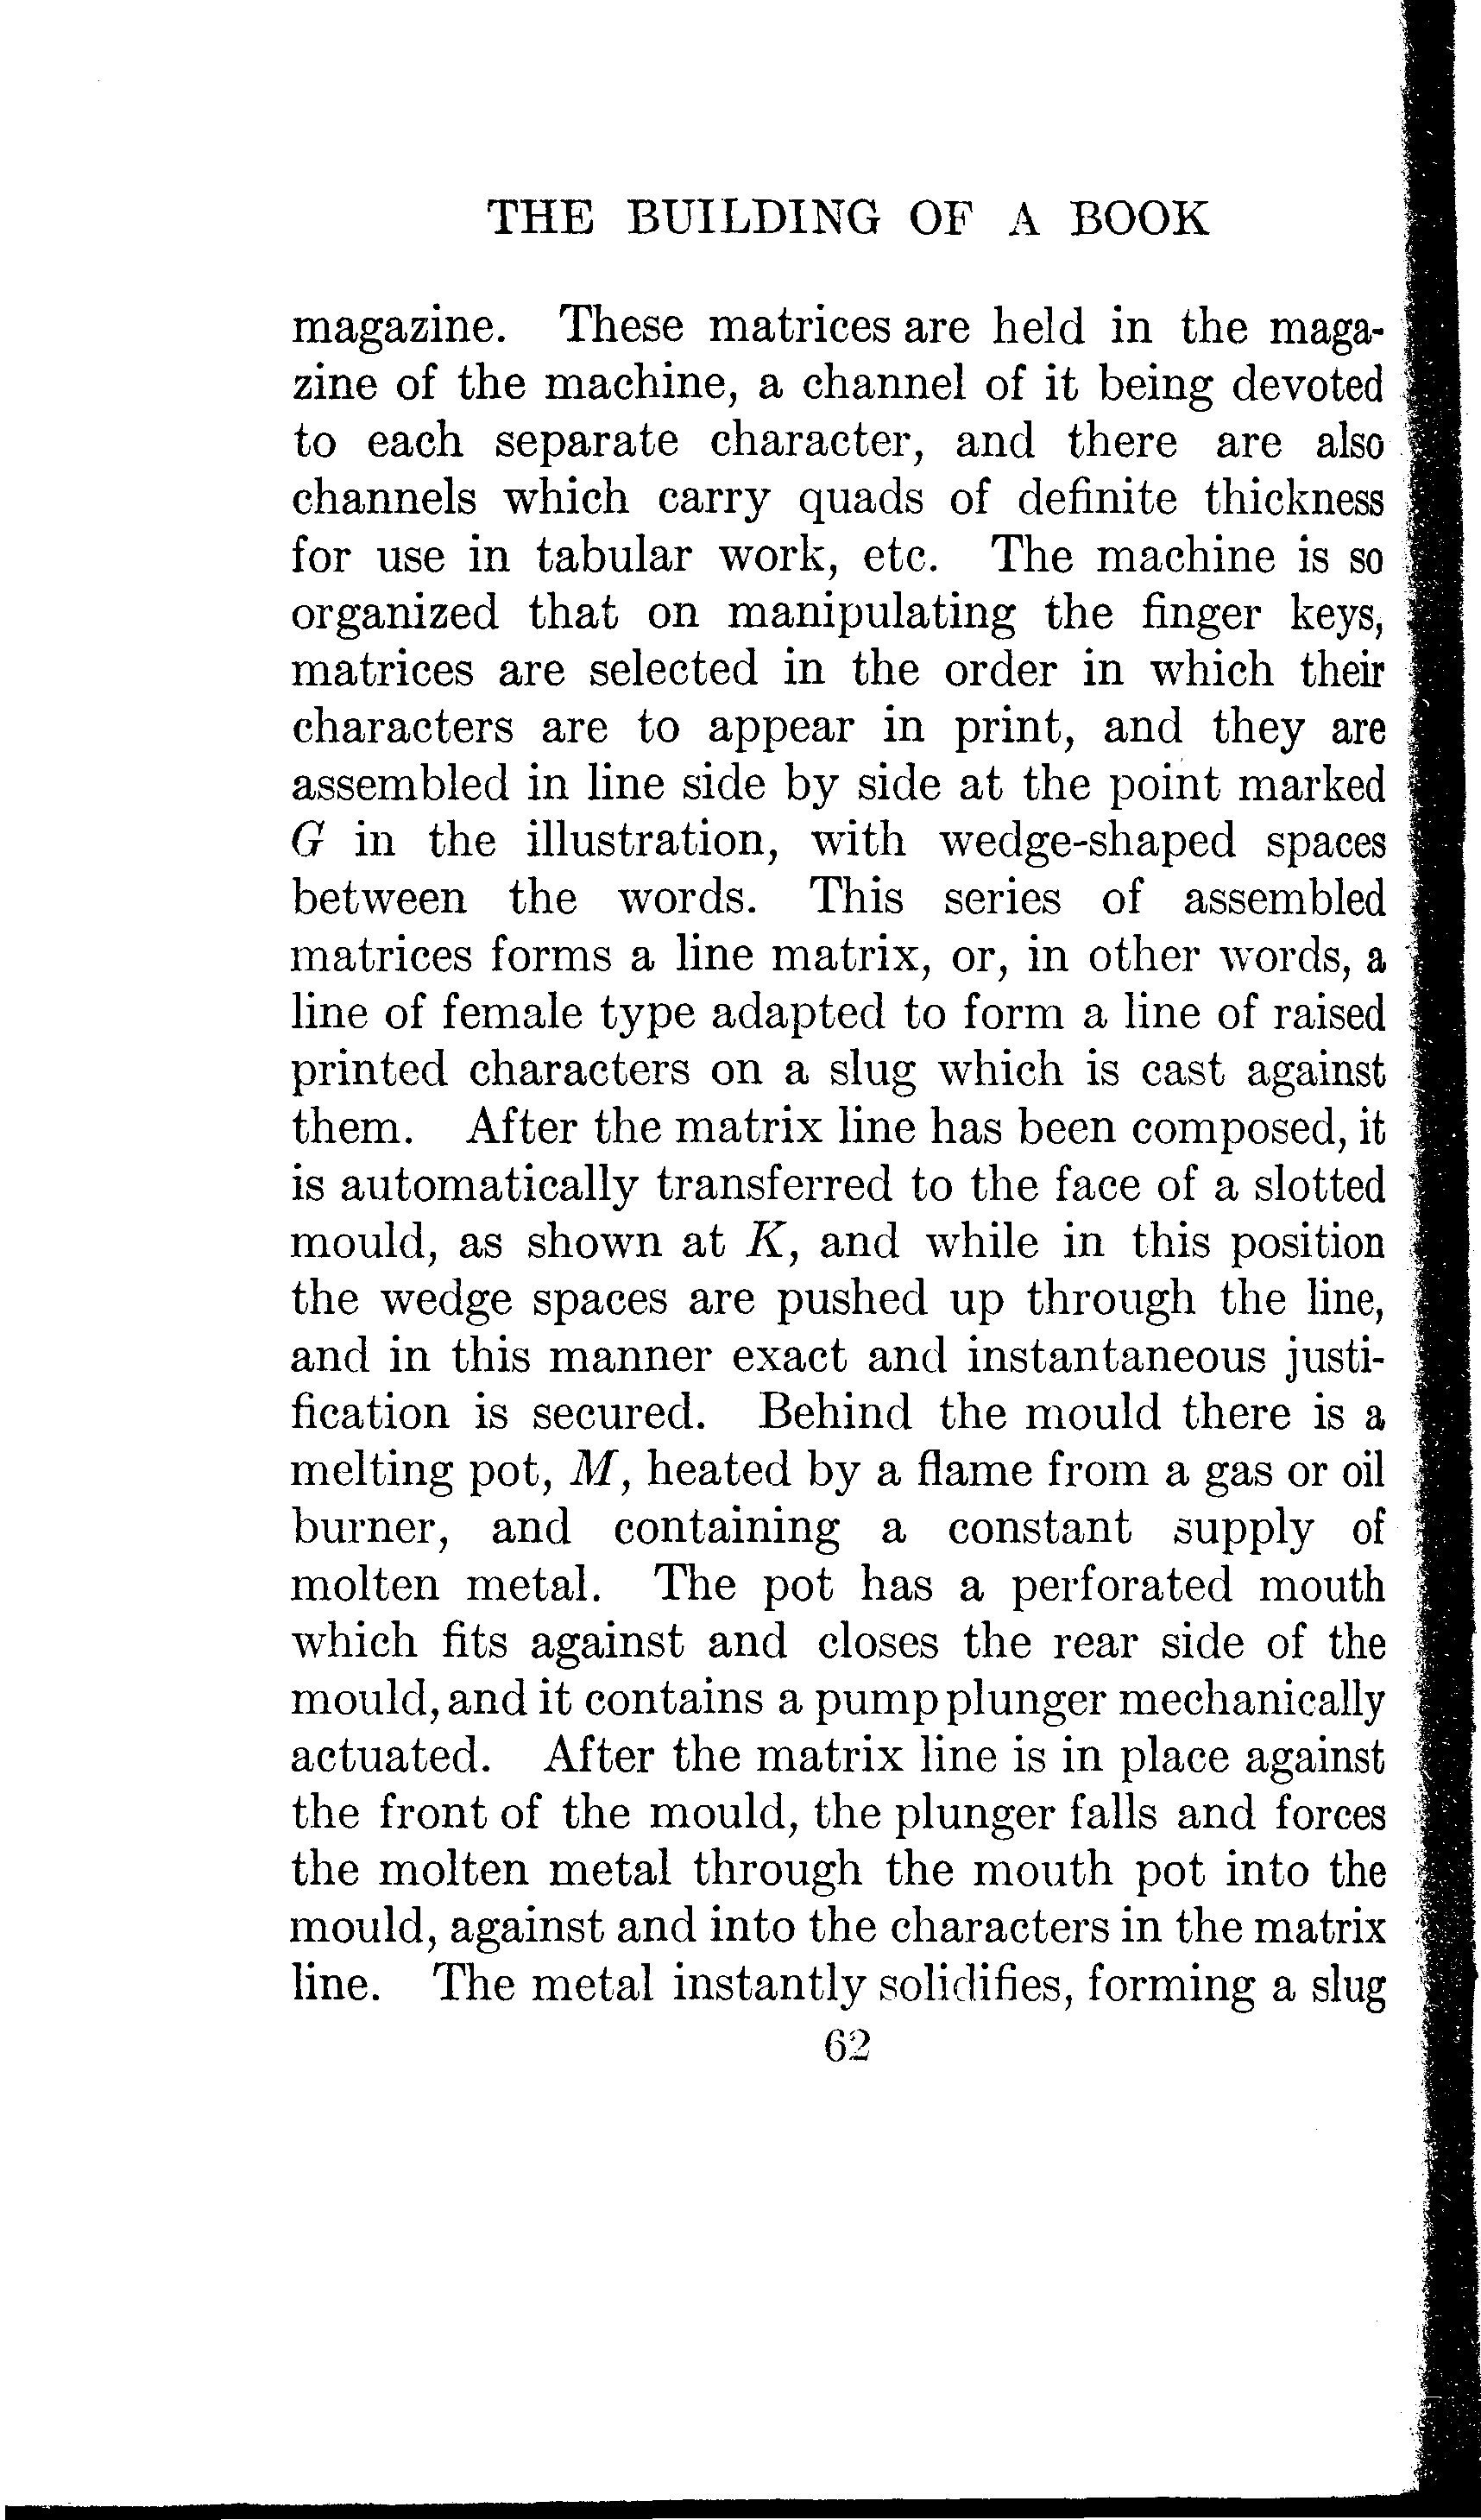 THE BUILDING OF A BOOK
magazine. These matrices are held in the maga-
zine of the machine, a channel of it being devoted
to each separate character, and there are also
channels which carry quads of definite thickness
for use in tabular work, etc. The machine is so
organized that on manipulating the finger keys,
matrices are selected in the order in which their
characters are to appear in print, and they are
assembled in line side by side at the point marked
G in the illustration, with wedge-shaped spaces
between the words. This series of assembled
matrices forms a line matrix, or, in other words, a
line of female type adapted to form a line of raised
printed characters on a slug which is cast against
them. After the matrix line has been composed, it
is automatically transferred to the face of a slotted
mould, as shown at K, and while in this position
the wedge spaces are pushed up through the line,
and in this manner exact and instantaneous justi-
fication is secured. Behind the mould there is a
melting pot, M, heated by a flame from a gas or oil
burner, and containing a constant supply of
molten metal. The pot has a perforated mouth
which fits against and closes the rear side of the
mould, and it contains a pump plunger mechanically
actuated. After the matrix line is in place against
the front of the mould, the plunger falls and forces
the molten metal through the mouth pot into the
mould, against and into the characters in the matrix
line. The metal instantly solidifies, forming a slug
62